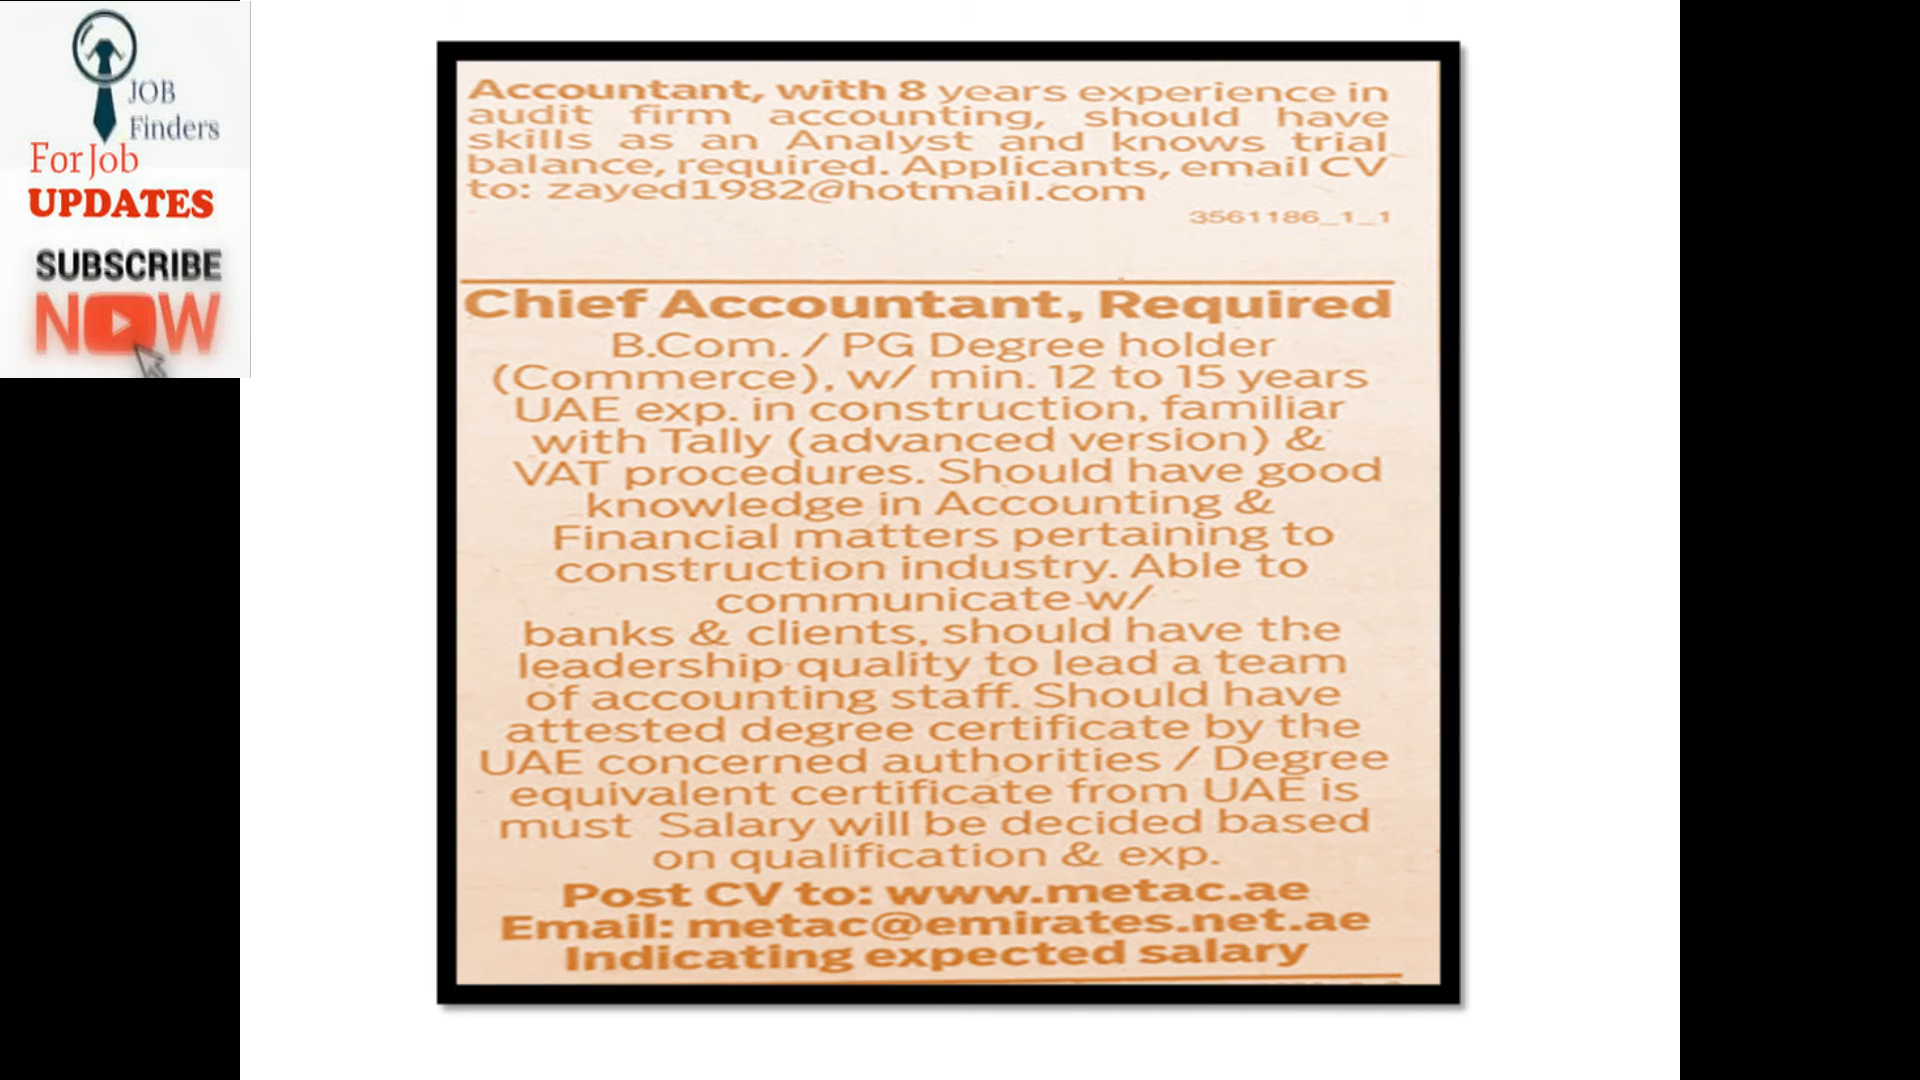 JOB
Finders
For Job
UPDATES
SUBSCRIBE
NOW
Accountant, with 8 years experience in
audit firm accounting, should have
skills as an Analyst and knows trial
balance, required. Applicants, email CV
to: zayed1982@hotmail.com
3561186_1_1
Chief Accountant, Required
B.Com. / PG Degree holder
(Commerce), w/ min. 12 to 15 years
UAE exp. in construction, familiar
with Tally (advanced version) &
VAT procedures. Should have good
knowledge in Accounting &
Financial matters pertaining to
construction industry. Able to
communicate w/
banks & clients, should have the
leadership quality to lead a team
of accounting staff. Should have
attested degree certificate by the
UAE concerned authorities / Degree
equivalent certificate from UAE is
must Salary will be decided based
on qualification & exp.
Post CV to: www.metac.ae
Email: metac@emirates.net.ae
Indicating expected salary